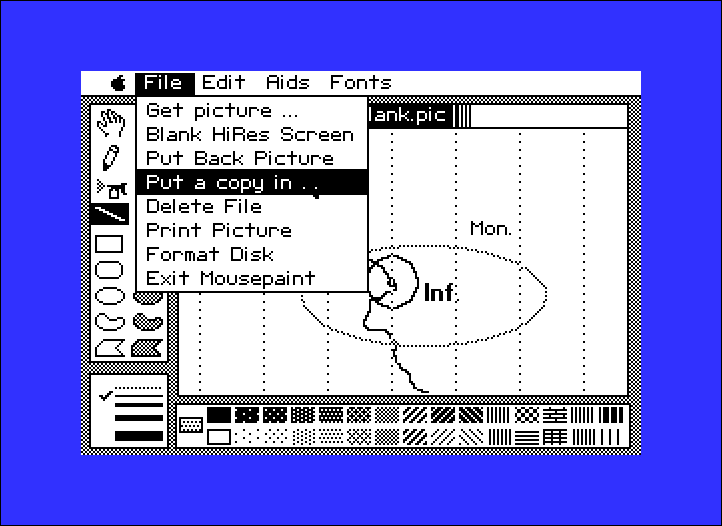 File Edit Aids Fonts
Get picture ...
lank.pic
Blank HiRes Screen
Put Back Picture
Put a copy in . .
Delete File
Print Picture
Mon.
Format Disk
Exit Mousepaint
Inf.